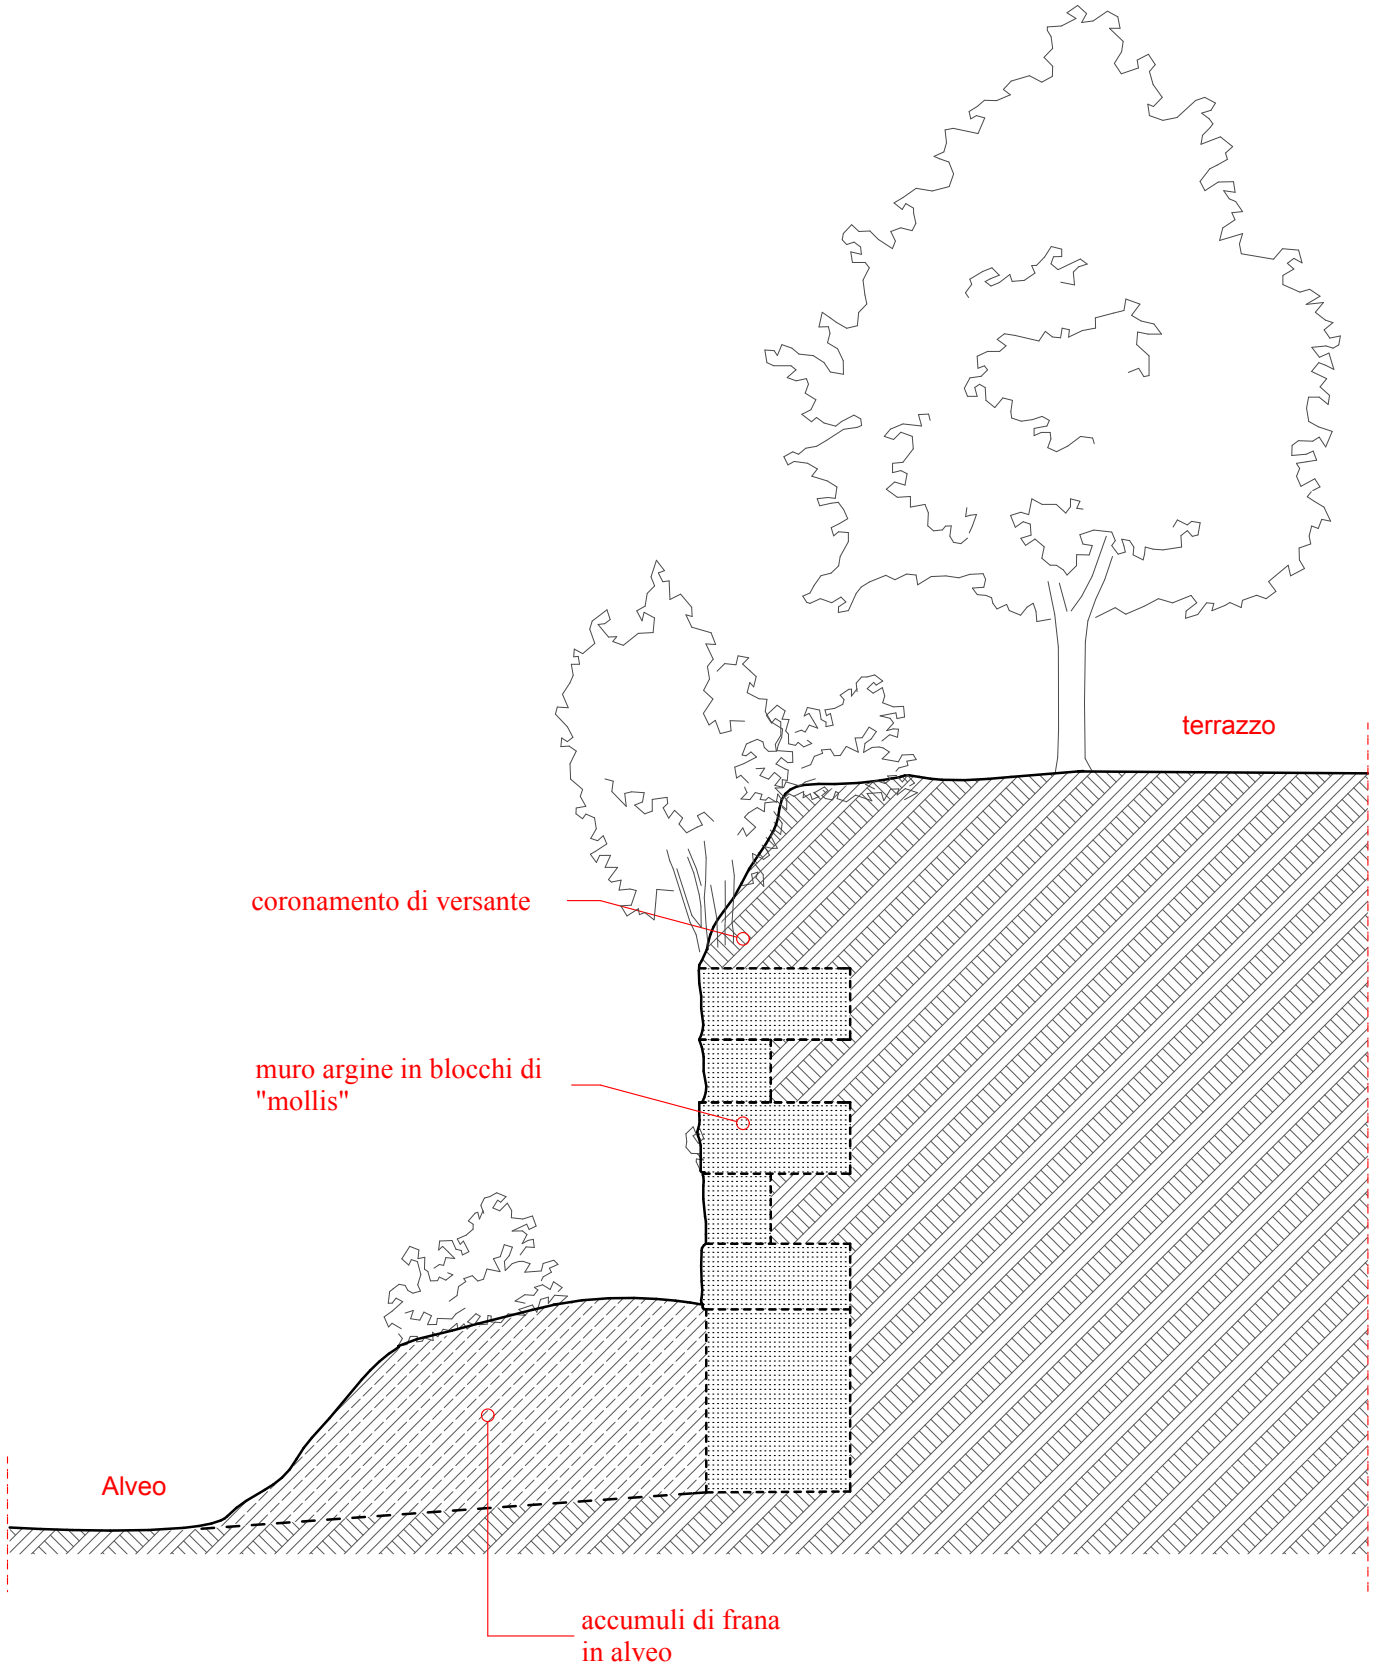 terrazzo
coronamento di versante
muro argine in blocchi di
"mollis"
Alveo
accumuli di frana
in alveo